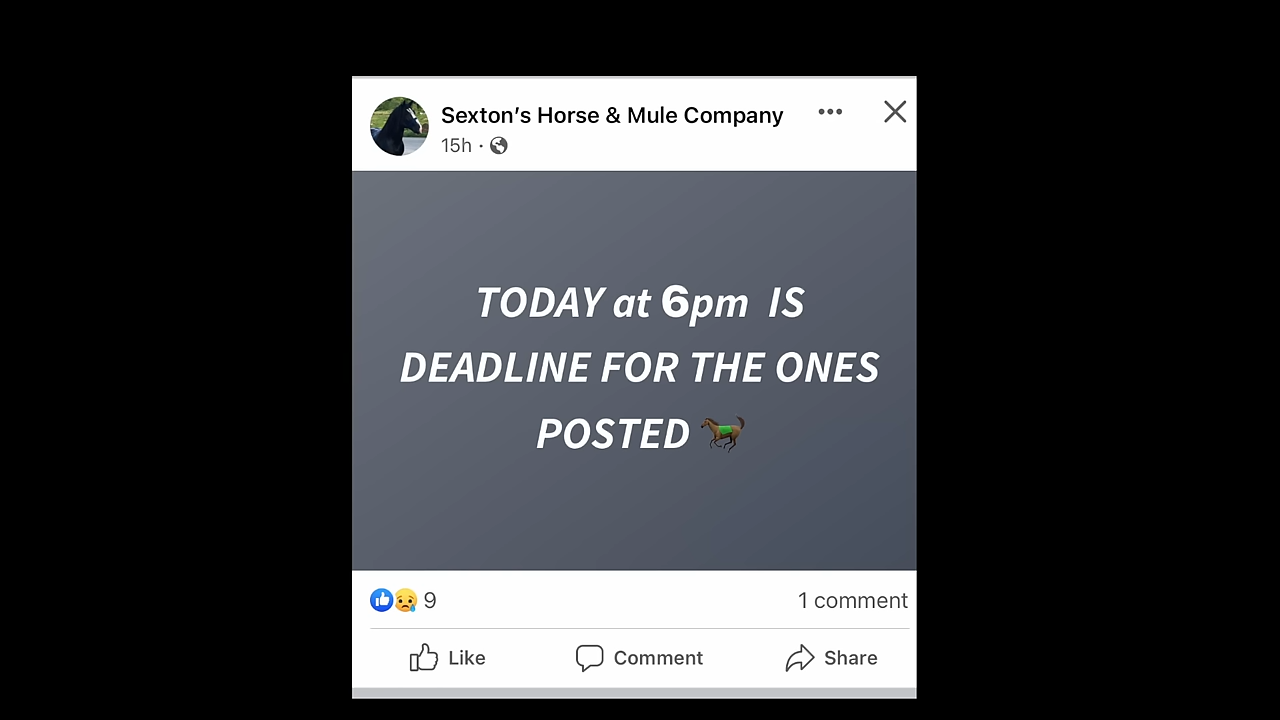 Sexton's Horse & Mule Company
15h ·
TODAY at 6pm IS
DEADLINE FOR THE ONES
POSTED 🐎
9
1 comment
Like
Comment
Share